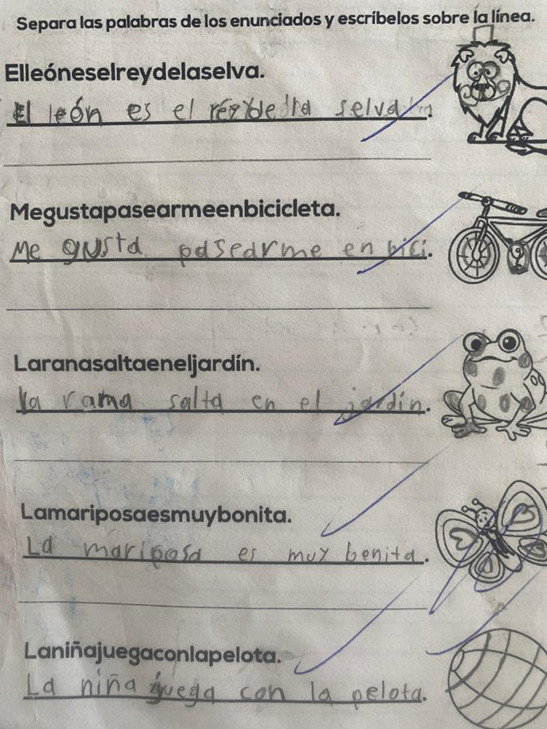 Separa las palabras de los enunciados y escríbelos sobre la línea.
Elleóneselreydelaselva.
El león es el rey de la selva
Megustapasearmeenbicicleta.
Me gusta pasearme en bici.
Laranasaltaeneljardín.
la rama salta en el jardín.
Lamariposaesmuybonita.
La mariposa es muy benita.
Laniñajuegaconlapelota.
La niña juega con la pelota.